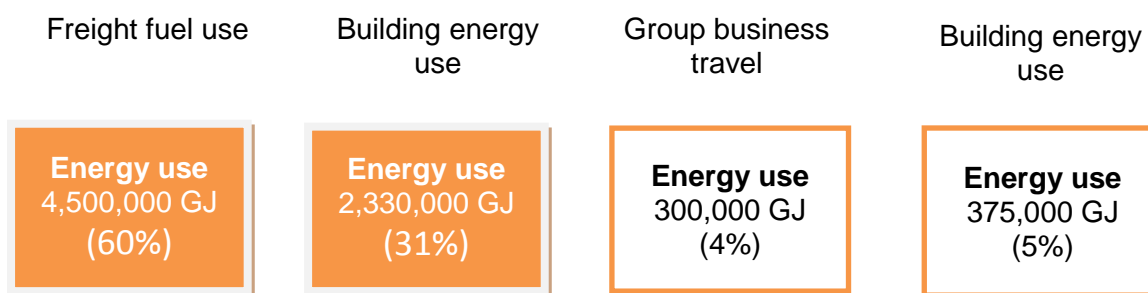 Freight fuel use
Building energy
use
Group business
travel
Building energy
use
Energy use
4,500,000 GJ
(60%)
Energy use
2,330,000 GJ
(31%)
Energy use
300,000 GJ
(4%)
Energy use
375,000 GJ
(5%)